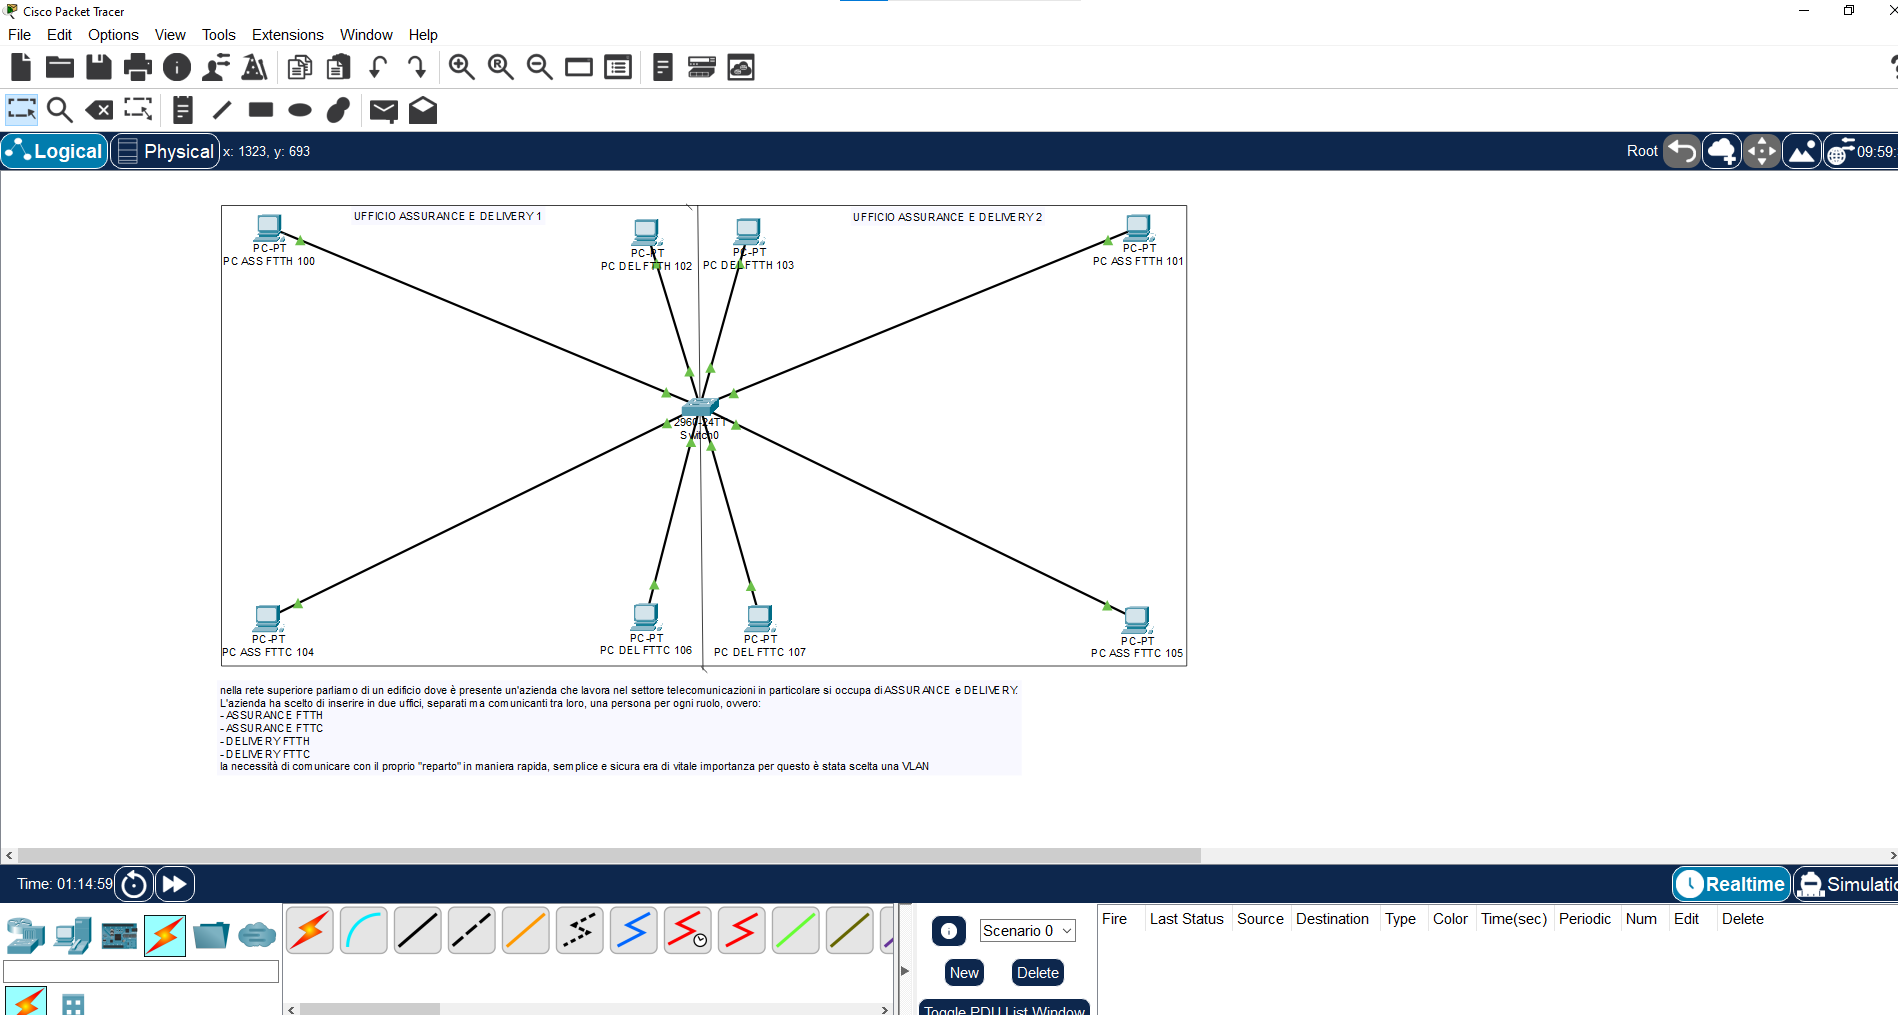 Cisco Packet Tracer
File Edit Options View Tools Extensions Window Help
Logical Physical x: 1323, y: 693 Root 09:59:
UFFICIO ASSURANCE E DELIVERY 1
UFFICIO ASSURANCE E DELIVERY 2
PC-PT
PC ASS FTTH 100
PC-PT
PC DEL FTTH 102
PC-PT
PC DEL FTTH 103
PC-PT
PC ASS FTTH 101
2960-24TT
Switch0
PC-PT
PC ASS FTTC 104
PC-PT
PC DEL FTTC 106
PC-PT
PC DEL FTTC 107
PC-PT
PC ASS FTTC 105
nella rete superiore parliamo di un edificio dove è presente un'azienda che lavora nel settore telecomunicazioni in particolare si occupa di ASSURANCE e DELIVERY.
L'azienda ha scelto di inserire in due uffici, separati ma comunicanti tra loro, una persona per ogni ruolo, ovvero:
-ASSURANCE FTTH
-ASSURANCE FTTC
-DELIVERY FTTH
-DELIVERY FTTC
la necessità di comunicare con il proprio "reparto" in maniera rapida, semplice e sicura era di vitale importanza per questo è stata scelta una VLAN
Time: 01:14:59 Realtime Simulatio
Scenario 0
New Delete
Toggle PDU List Window
Fire Last Status Source Destination Type Color Time(sec) Periodic Num Edit Delete